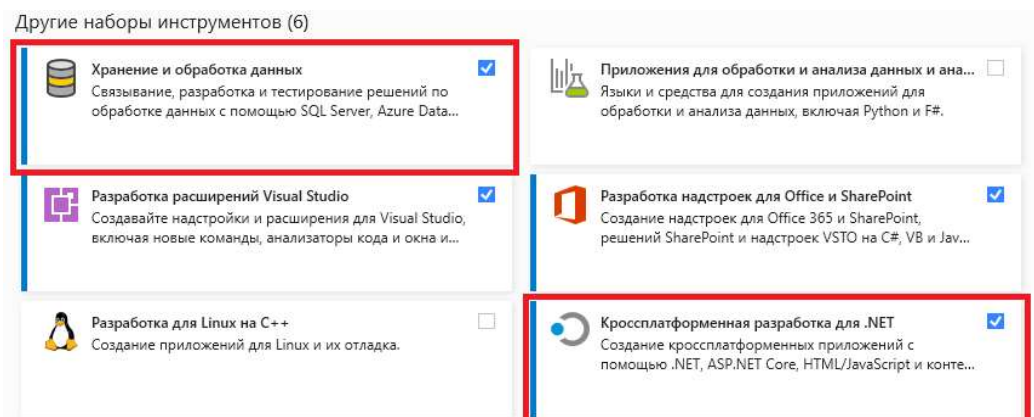 Другие наборы инструментов (6)
Хранение и обработка данных
Связывание, разработка и тестирование решений по
обработке данных с помощью SQL Server, Azure Data...
Приложения для обработки и анализа данных и ана...
Языки и средства для создания приложений для
обработки и анализа данных, включая Python и F#.
Разработка расширений Visual Studio
Создавайте надстройки и расширения для Visual Studio,
включая новые команды, анализаторы кода и окна и...
Разработка надстроек для Office и SharePoint
Создание надстроек для Office 365 и SharePoint,
решений SharePoint и надстроек VSTO на C#, VB и Jav...
Разработка для Linux на C++
Создание приложений для Linux и их отладка.
Кроссплатформенная разработка для .NET
Создание кроссплатформенных приложений с
помощью .NET, ASP.NET Core, HTML/JavaScript и конте...